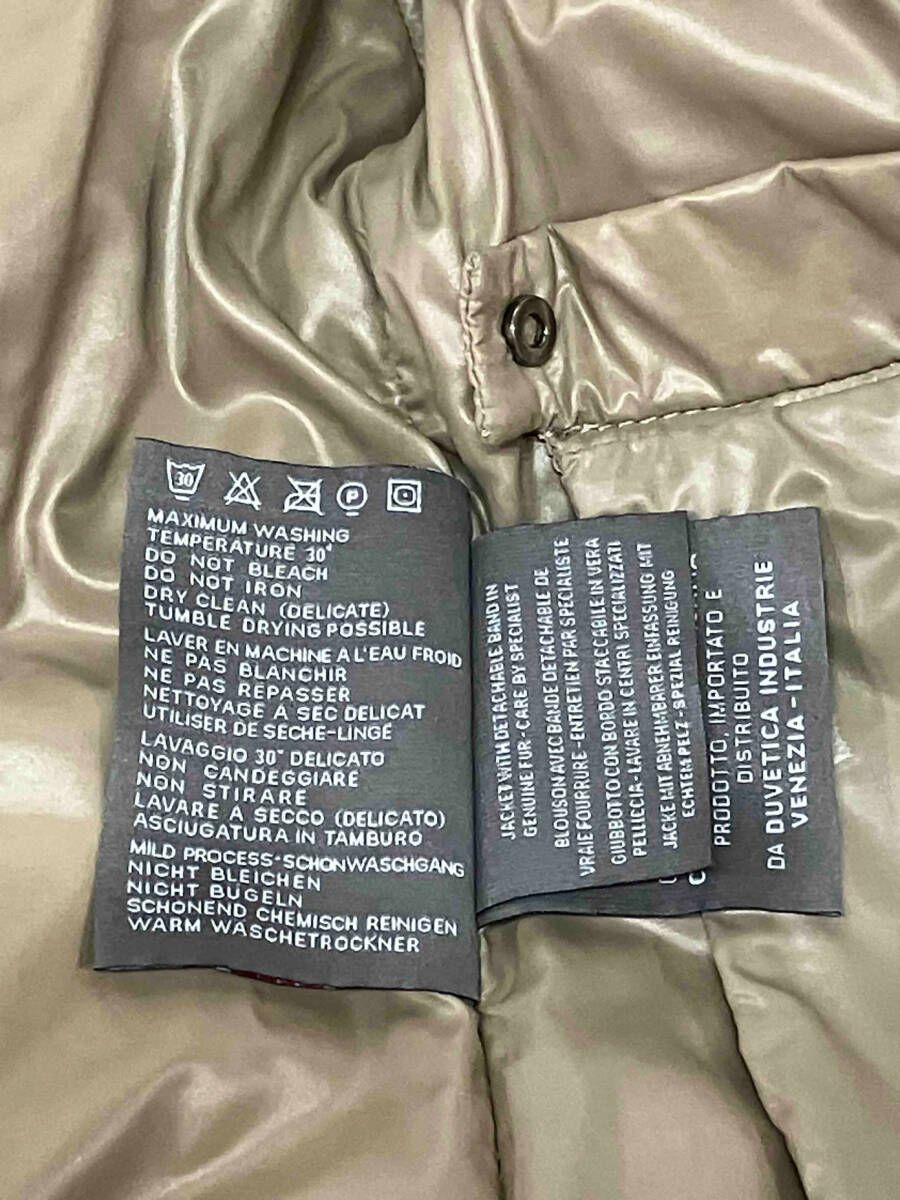 30
P
MAXIMUM WASHING
TEMPERATURE 30°
DO NOT BLEACH
DO NOT IRON
DRY CLEAN (DELICATE)
TUMBLE DRYING POSSIBLE
LAVER EN MACHINE A L'EAU FROID
NE PAS BLANCHIR
NE PAS REPASSER
NETTOYAGE A SEC DELICAT
UTILISER DE SECHE-LINGE
LAVAGGIO 30° DELICATO
NON CANDEGGIARE
NON STIRARE
LAVARE A SECCO (DELICATO)
ASCIUGATURA IN TAMBURO
MILD PROCESS-SCHONWASCHGANG
NICHT BLEICHEN
NICHT BUGELN
SCHONEND CHEMISCH REINIGEN
WARM WASCHETROCKNER
JACKET WITH DETACHABLE BAND IN
GENUINE FUR - CARE BY SPECIALIST
BLOUSON AVEC BANDE DETACHABLE DE
VRAIE FOURRURE - ENTRETIEN PAR SPECIALISTE
GIUBBOTTO CON BORDO STACCABILE IN VERA
PELLICCIA - LAVARE IN CENTRI SPECIALIZZATI
JACKE MIT ABNEHMBARER EINFASSUNG MIT
ECHTEM PELZ - SPEZIAL REINIGUNG
PRODOTTO, IMPORTATO E
DISTRIBUITO
DA DUVETICA INDUSTRIE
VENEZIA - ITALIA